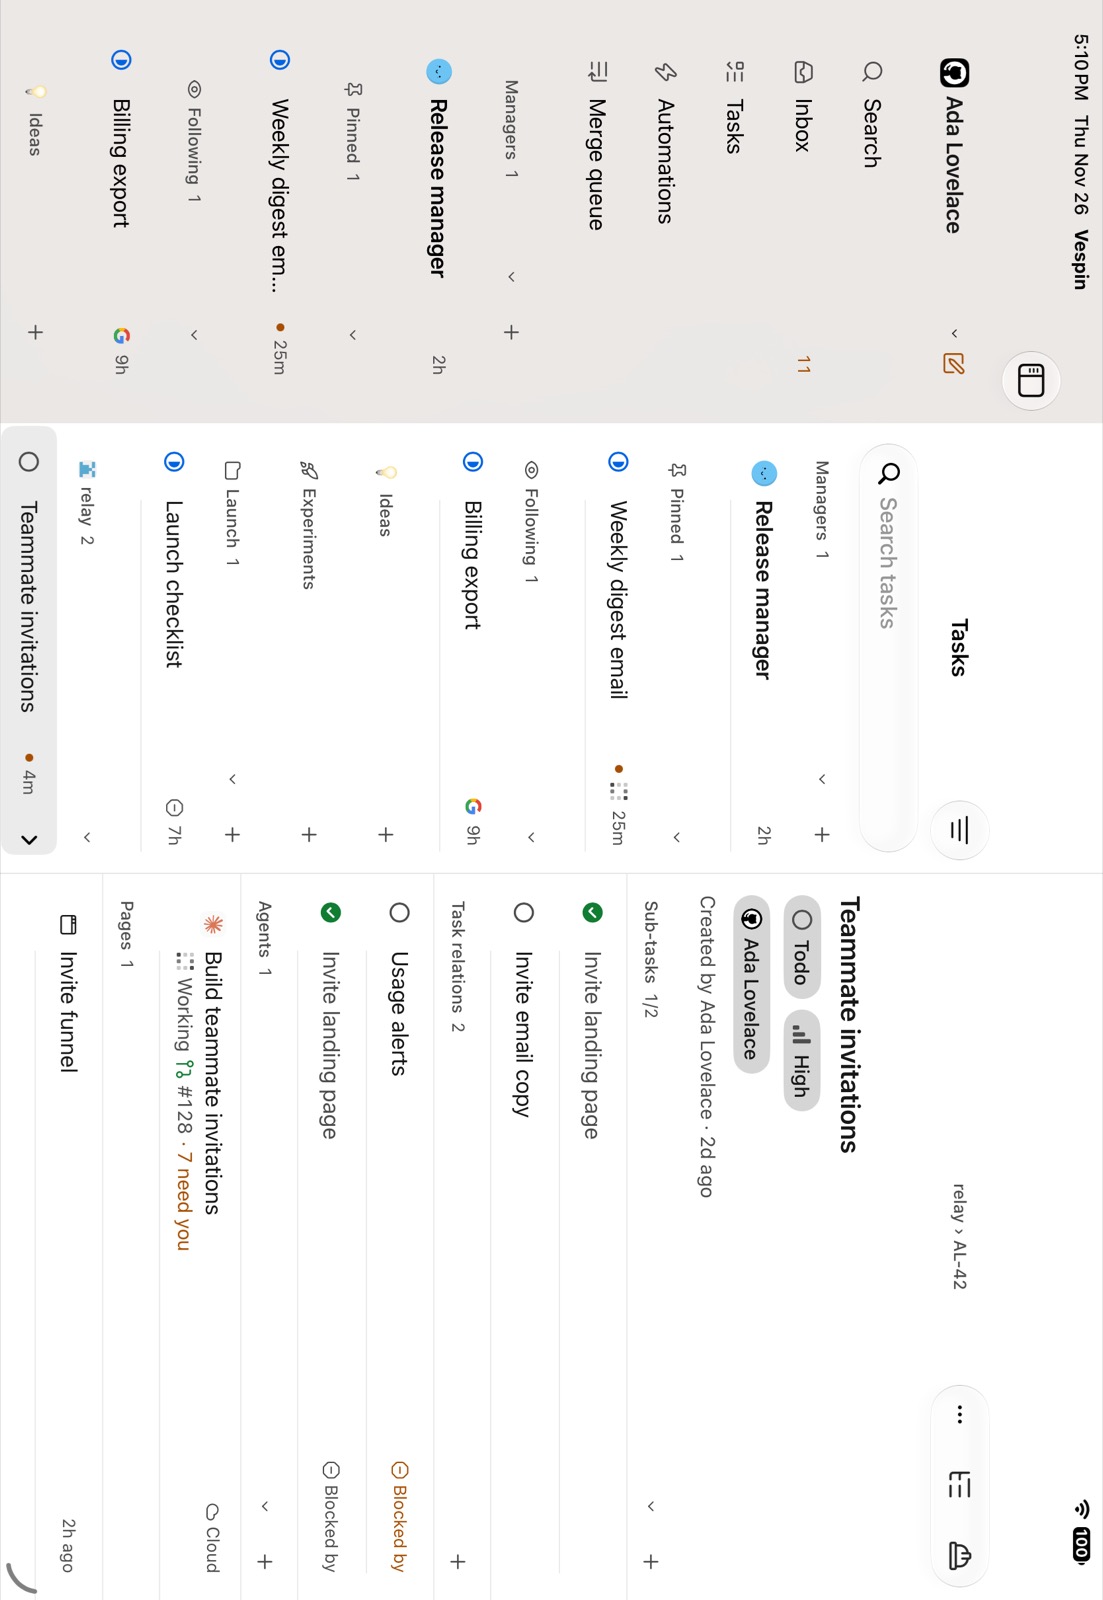 5:10 PM Thu Nov 26 Vespin
100
Ada Lovelace
Search
Inbox 11
Tasks
Automations
Merge queue
Managers 1
Release manager 2h
Pinned 1
Weekly digest em... 25m
Following 1
Billing export 9h
Ideas
Tasks
Search tasks
Managers 1
Release manager 2h
Pinned 1
Weekly digest email 25m
Following 1
Billing export 9h
Ideas
Experiments
Launch 1
Launch checklist 7h
relay 2
Teammate invitations 4m
relay › AL-42
Teammate invitations
Todo High
Ada Lovelace
Created by Ada Lovelace · 2d ago
Sub-tasks 1/2
Invite landing page
Invite email copy
Task relations 2
Usage alerts Blocked by
Invite landing page Blocked by
Agents 1
Build teammate invitations Cloud
Working #128 · 7 need you
Pages 1
Invite funnel 2h ago